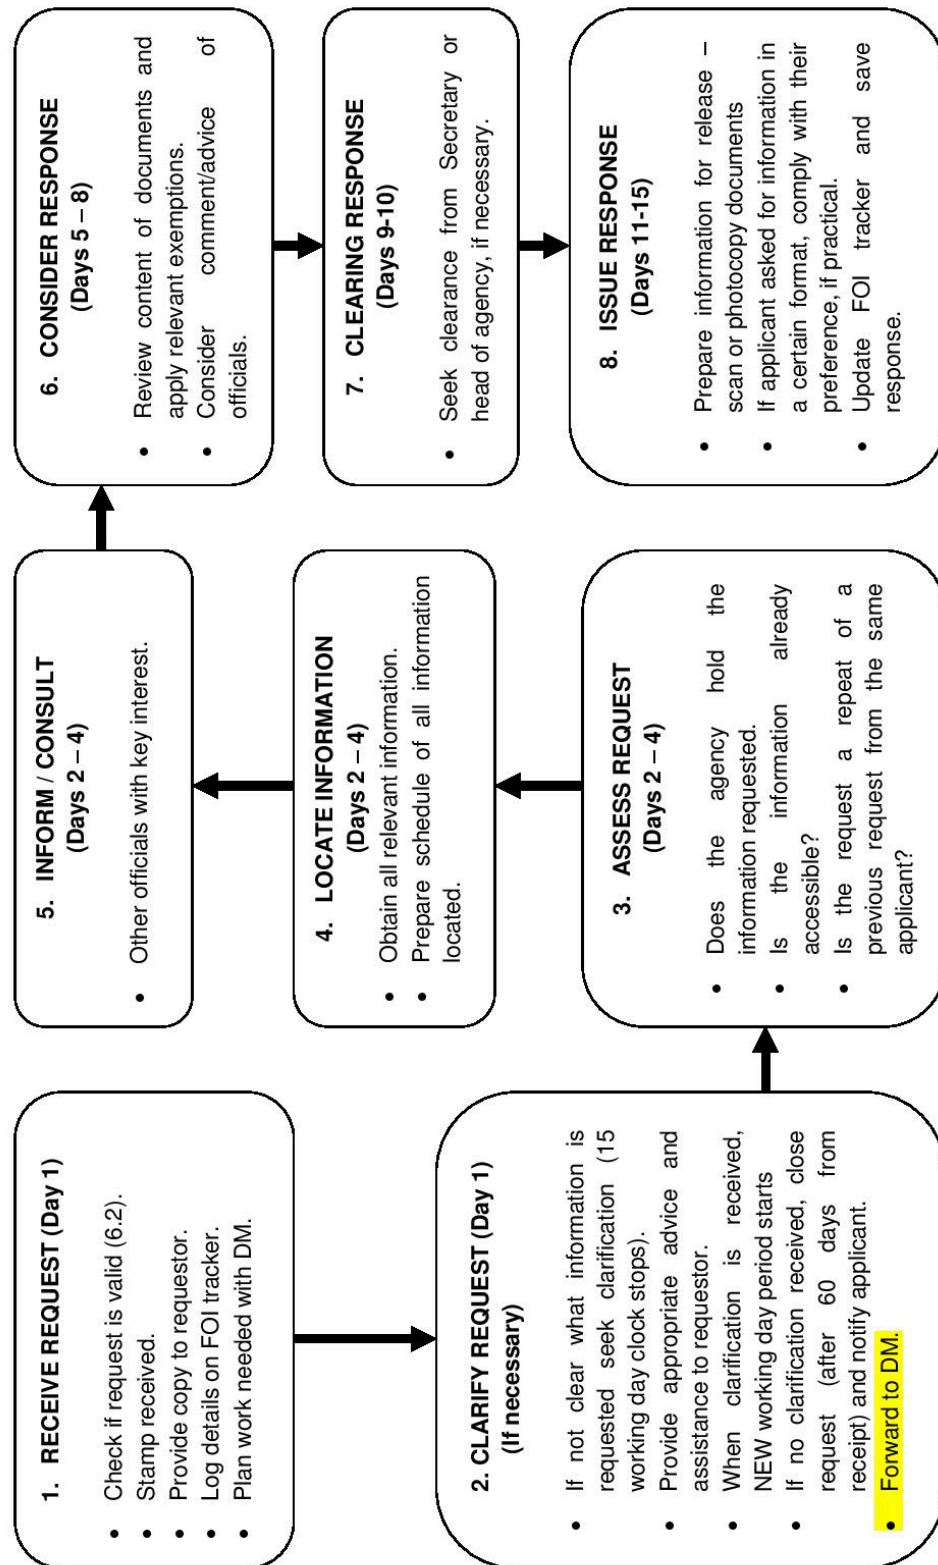 1. RECEIVE REQUEST (Day 1)
• Check if request is valid (6.2).
• Stamp received.
• Provide copy to requestor.
• Log details on FOI tracker.
• Plan work needed with DM.
2. CLARIFY REQUEST (Day 1)
(If necessary)
• If not clear what information is
requested seek clarification (15
working day clock stops).
• Provide appropriate advice and
assistance to requestor.
• When clarification is received,
NEW working day period starts
• If no clarification received, close
request (after 60 days from
receipt) and notify applicant.
• Forward to DM.
3. ASSESS REQUEST
(Days 2 – 4)
• Does the agency hold the
information requested.
• Is the information already
accessible?
• Is the request a repeat of a
previous request from the same
applicant?
4. LOCATE INFORMATION
(Days 2 – 4)
• Obtain all relevant information.
• Prepare schedule of all information
located.
5. INFORM / CONSULT
(Days 2 – 4)
• Other officials with key interest.
6. CONSIDER RESPONSE
(Days 5 – 8)
• Review content of documents and
apply relevant exemptions.
• Consider comment/advice of
officials.
7. CLEARING RESPONSE
(Days 9-10)
• Seek clearance from Secretary or
head of agency, if necessary.
8. ISSUE RESPONSE
(Days 11-15)
• Prepare information for release –
scan or photocopy documents
• If applicant asked for information in
a certain format, comply with their
preference, if practical.
• Update FOI tracker and save
response.